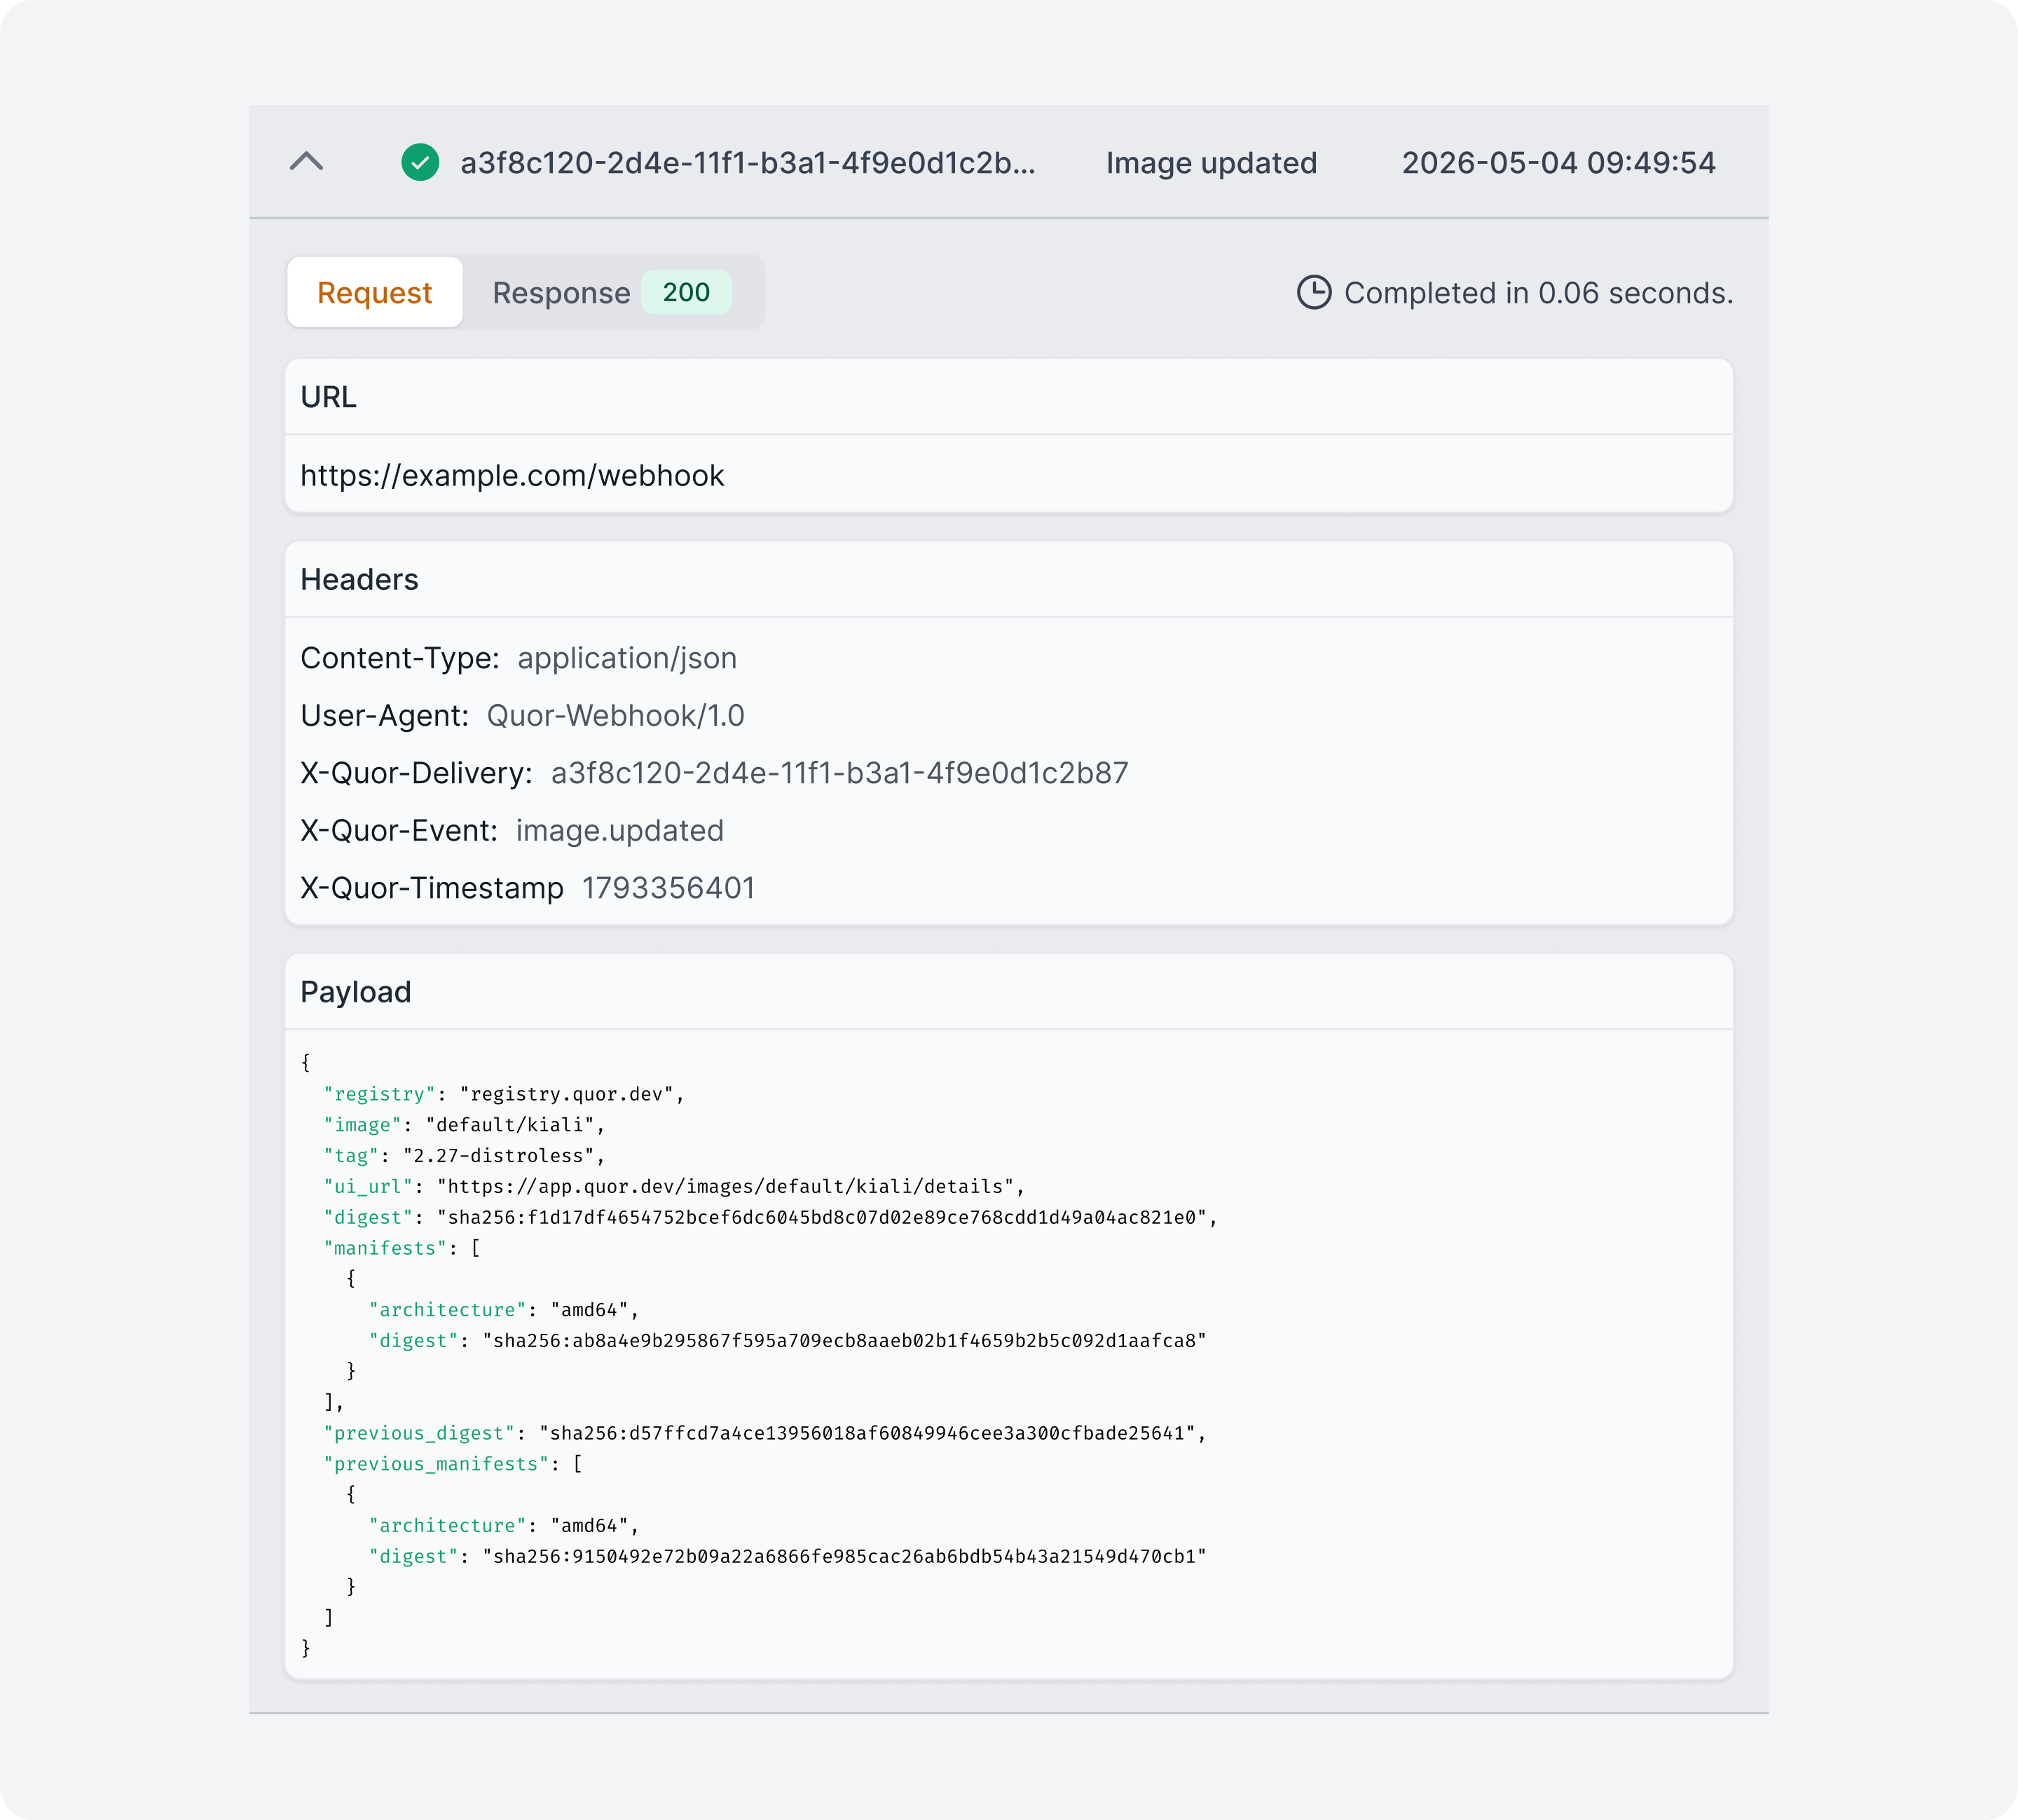 a3f8c120-2d4e-11f1-b3a1-4f9e0d1c2b... Image updated 2026-05-04 09:49:54
Request Response 200 Completed in 0.06 seconds.
URL
https://example.com/webhook
Headers
Content-Type: application/json
User-Agent: Quor-Webhook/1.0
X-Quor-Delivery: a3f8c120-2d4e-11f1-b3a1-4f9e0d1c2b87
X-Quor-Event: image.updated
X-Quor-Timestamp 1793356401
Payload
{
  "registry": "registry.quor.dev",
  "image": "default/kiali",
  "tag": "2.27-distroless",
  "ui_url": "https://app.quor.dev/images/default/kiali/details",
  "digest": "sha256:f1d17df4654752bcef6dc6045bd8c07d02e89ce768cdd1d49a04ac821e0",
  "manifests": [
    {
      "architecture": "amd64",
      "digest": "sha256:ab8a4e9b295867f595a709ecb8aaeb02b1f4659b2b5c092d1aafca8"
    }
  ],
  "previous_digest": "sha256:d57ffcd7a4ce13956018af60849946cee3a300cfbade25641",
  "previous_manifests": [
    {
      "architecture": "amd64",
      "digest": "sha256:9150492e72b09a22a6866fe985cac26ab6bdb54b43a21549d470cb1"
    }
  ]
}